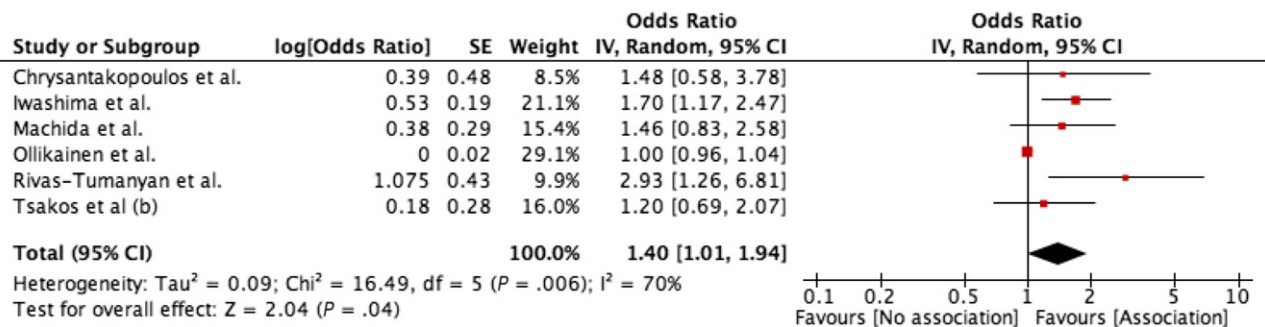 Odds Ratio Odds Ratio
Study or Subgroup log[Odds Ratio] SE Weight IV, Random, 95% CI IV, Random, 95% CI
Chrysantakopoulos et al. 0.39 0.48 8.5% 1.48 [0.58, 3.78]
Iwashima et al. 0.53 0.19 21.1% 1.70 [1.17, 2.47]
Machida et al. 0.38 0.29 15.4% 1.46 [0.83, 2.58]
Ollikainen et al. 0 0.02 29.1% 1.00 [0.96, 1.04]
Rivas-Tumanyan et al. 1.075 0.43 9.9% 2.93 [1.26, 6.81]
Tsakos et al (b) 0.18 0.28 16.0% 1.20 [0.69, 2.07]
Total (95% CI) 100.0% 1.40 [1.01, 1.94]
Heterogeneity: Tau² = 0.09; Chi² = 16.49, df = 5 (P = .006); I² = 70%
Test for overall effect: Z = 2.04 (P = .04)
0.1 0.2 0.5 1 2 5 10
Favours [No association] Favours [Association]